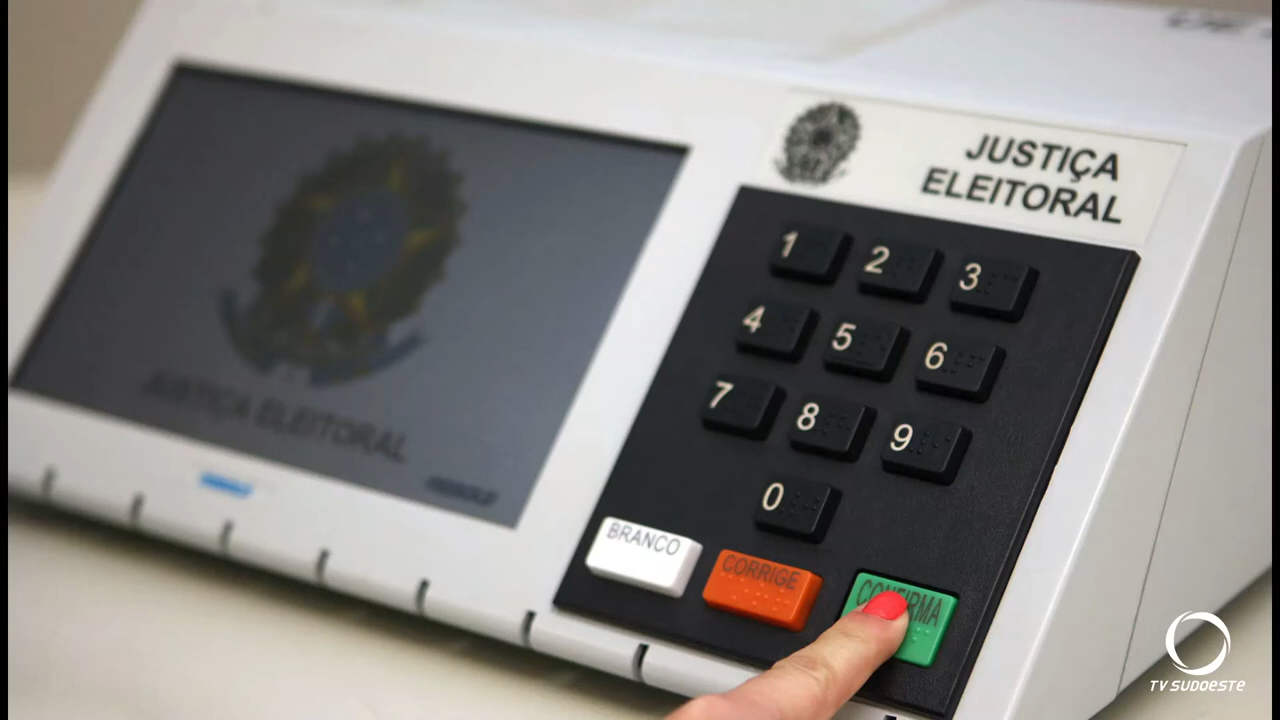 JUSTIÇA
ELEITORAL
1 2 3
4 5 6
7 8 9
0
BRANCO CORRIGE CONFIRMA
JUSTIÇA ELEITORAL
TV SUDOESTE